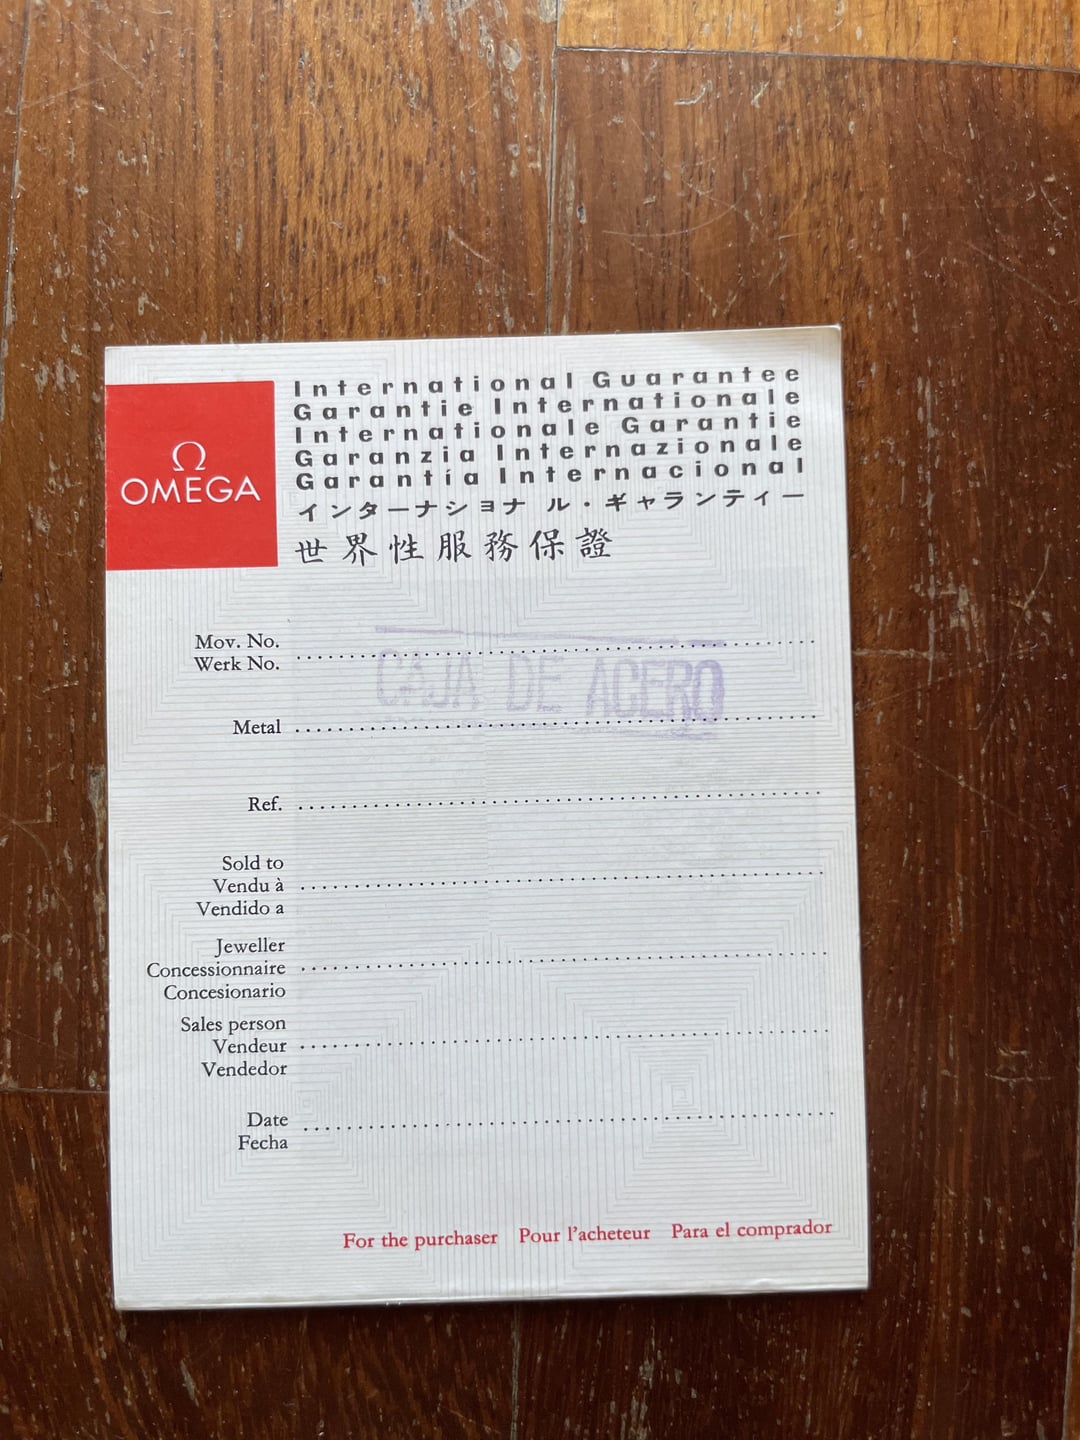 Ω
OMEGA
International Guarantee
Garantie Internationale
Internationale Garantie
Garanzia Internazionale
Garantía Internacional
インターナショナ ル・ギャランティー
世界性服務保證
Mov. No.
Werk No.
CAJA DE ACERO
Metal
Ref.
Sold to
Vendu à
Vendido a
Jeweller
Concessionnaire
Concesionario
Sales person
Vendeur
Vendedor
Date
Fecha
For the purchaser Pour l'acheteur Para el comprador